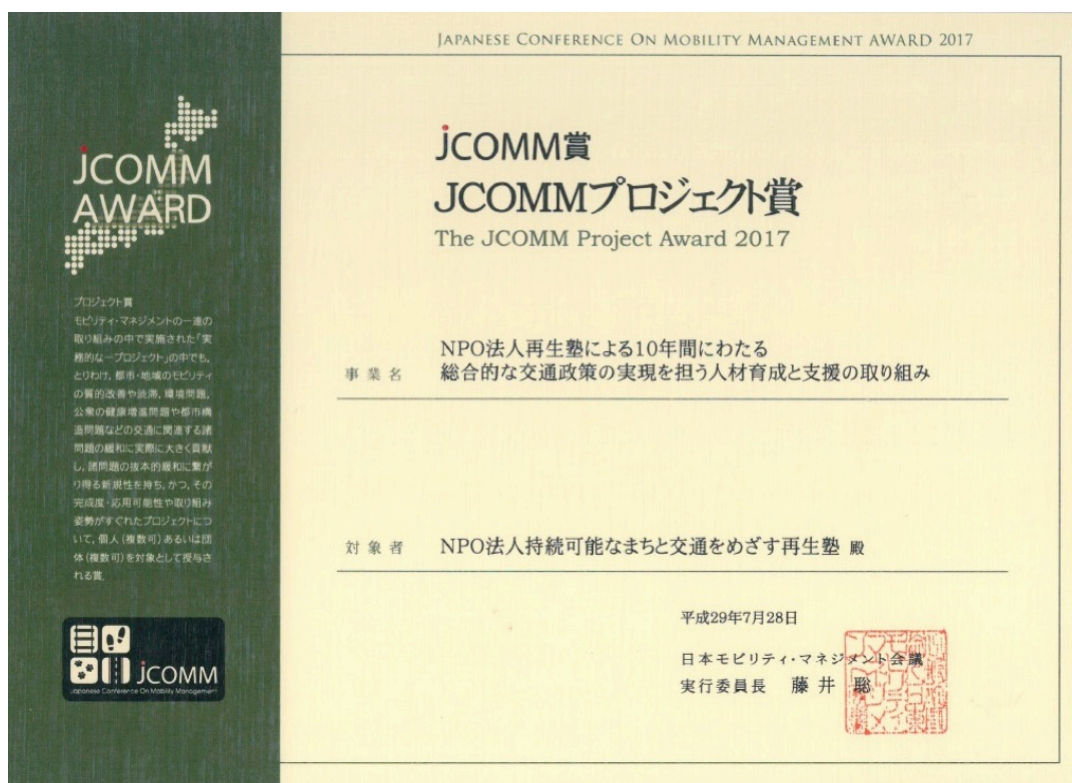 JAPANESE CONFERENCE ON MOBILITY MANAGEMENT AWARD 2017
JCOMM
AWARD
プロジェクト賞
モビリティ・マネジメントの一連の
取り組みの中で実施された「実
務的な一プロジェクト」の中でも,
とりわけ, 都市・地域のモビリティ
の質的改善や渋滞, 環境問題,
公衆の健康増進問題や都市構
造問題などの交通に関連する諸
問題の緩和に実際に大きく貢献
し, 諸問題の抜本的緩和に繋が
り得る新規性を持ち, かつ, その
完成度・応用可能性や取り組み
姿勢がすぐれたプロジェクトにつ
いて, 個人(複数可)あるいは団
体(複数可)を対象として授与さ
れる賞.
jCOMM
Japanese Conference On Mobility Management
jCOMM賞
JCOMMプロジェクト賞
The JCOMM Project Award 2017
事業名
NPO法人再生塾による10年間にわたる
総合的な交通政策の実現を担う人材育成と支援の取り組み
対象者 NPO法人持続可能なまちと交通をめざす再生塾 殿
平成29年7月28日
日本モビリティ・マネジメント会議
実行委員長 藤井 聡